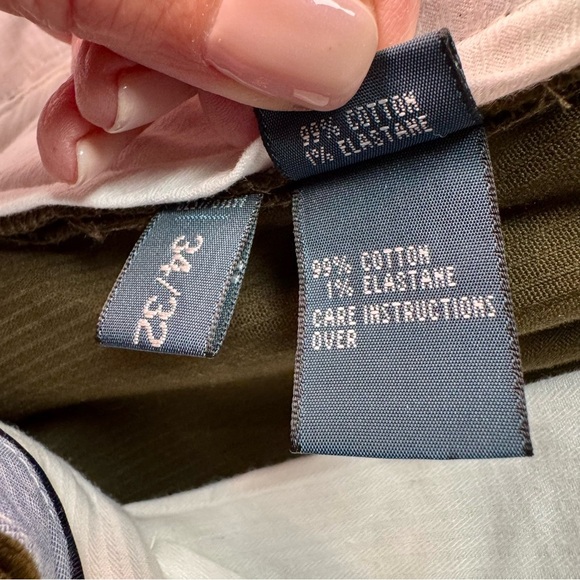 99% COTTON
1% ELASTANE
34/32
99% COTTON
1% ELASTANE
CARE INSTRUCTIONS
OVER